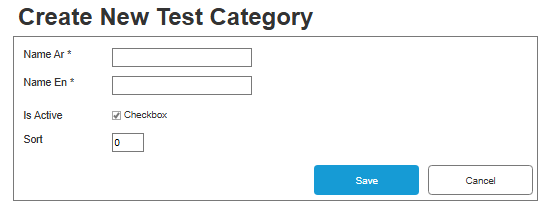 Create New Test Category
Name Ar *
Name En *
Is Active Checkbox
Sort 0
Save Cancel